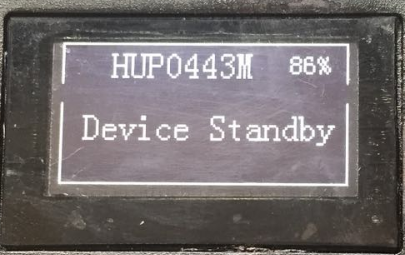 HUP0443M 86%
Device Standby